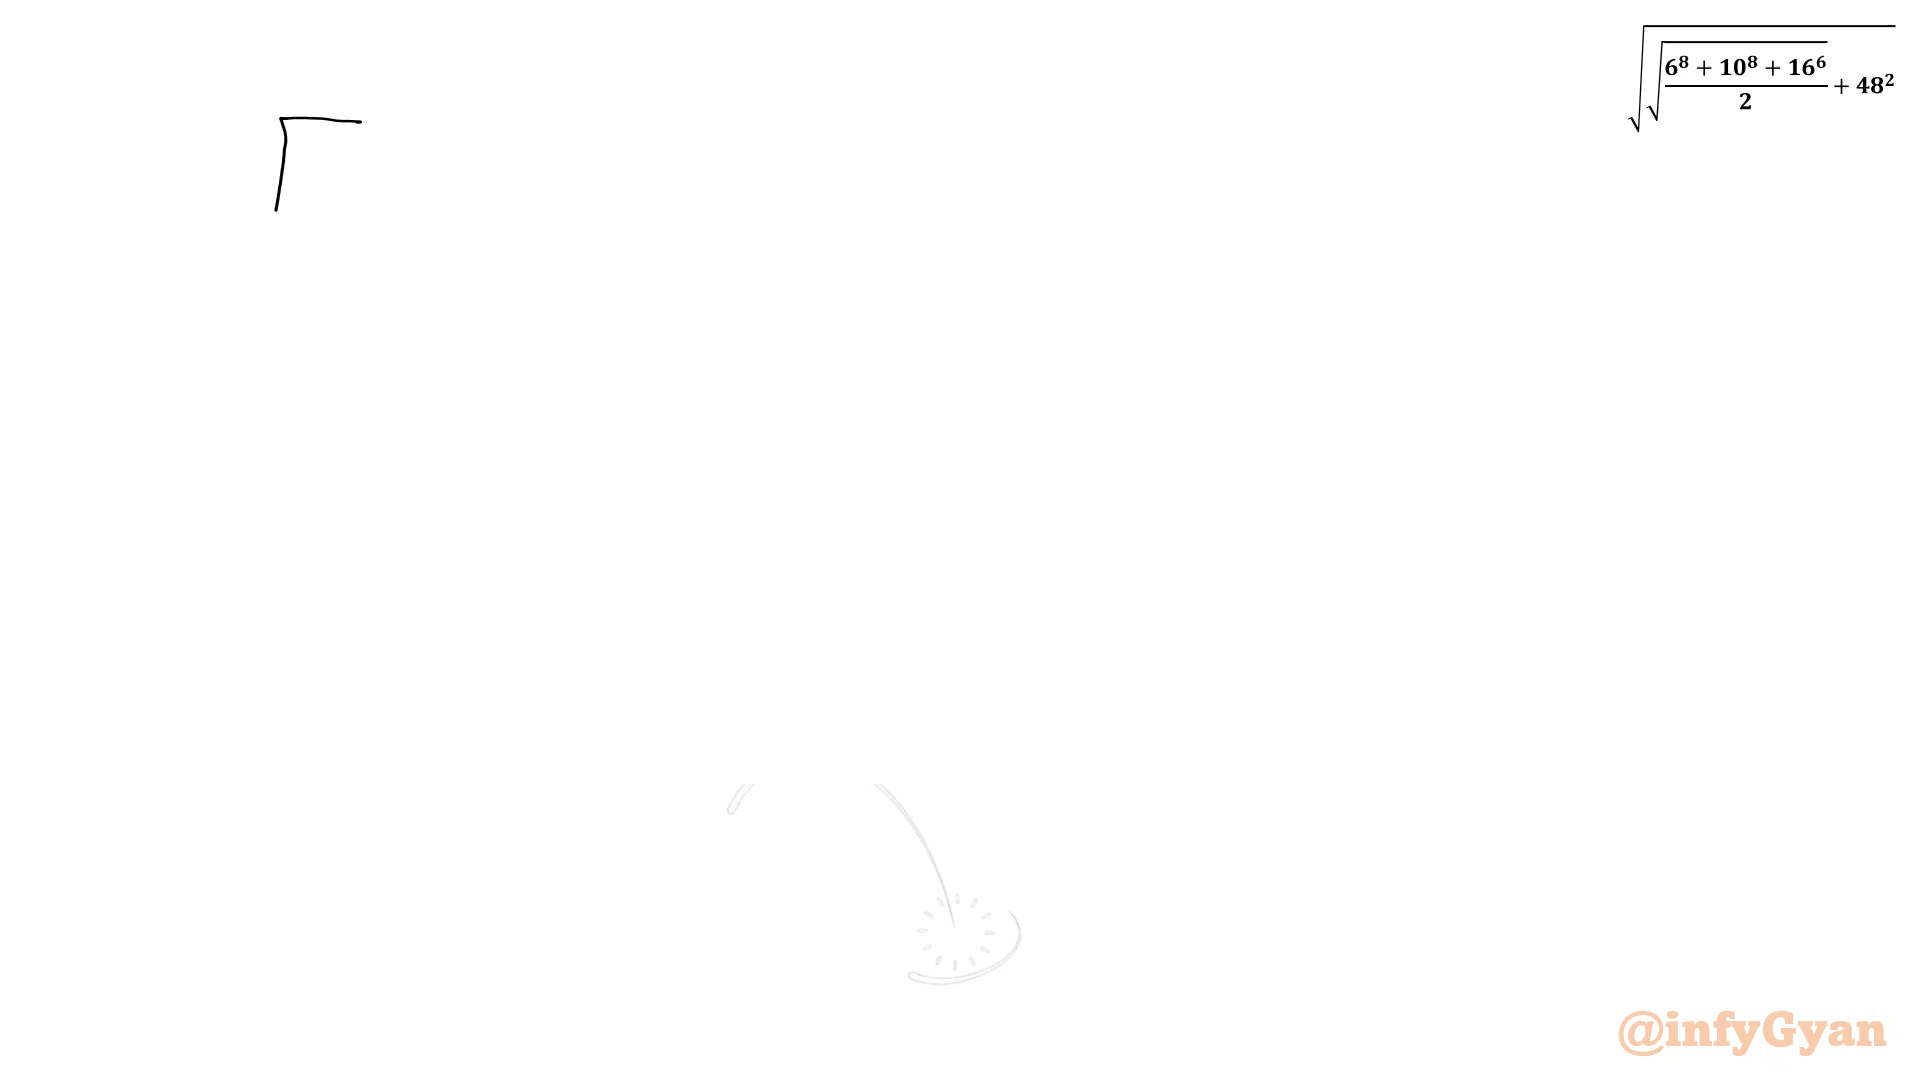 √(√((6⁸ + 10⁸ + 16⁶)/2) + 48²)
@infyGyan